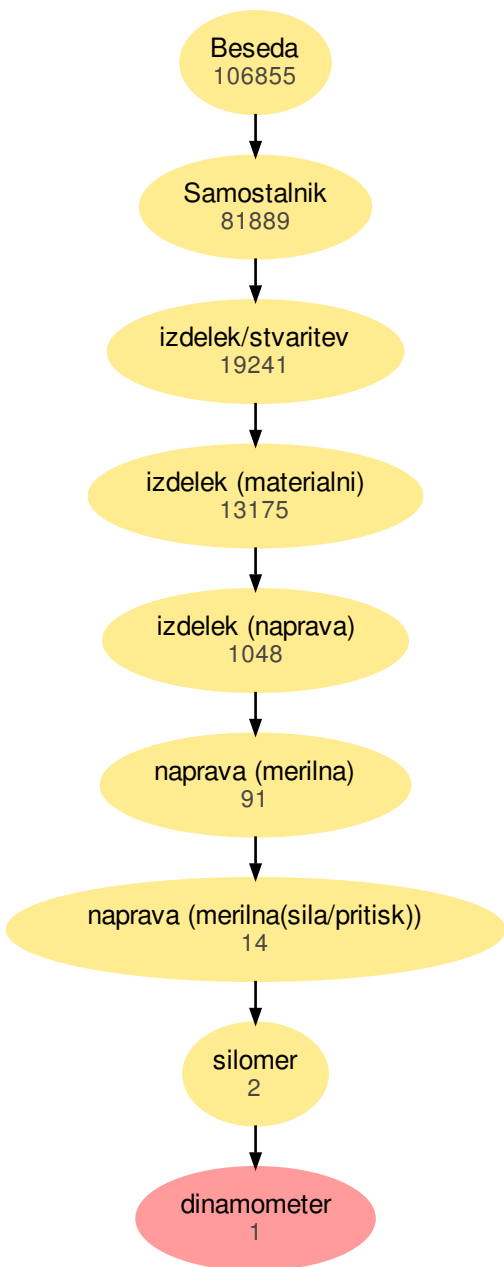 Beseda
106855
Samostalnik
81889
izdelek/stvaritev
19241
izdelek (materialni)
13175
izdelek (naprava)
1048
naprava (merilna)
91
naprava (merilna(sila/pritisk))
14
silomer
2
dinamometer
1